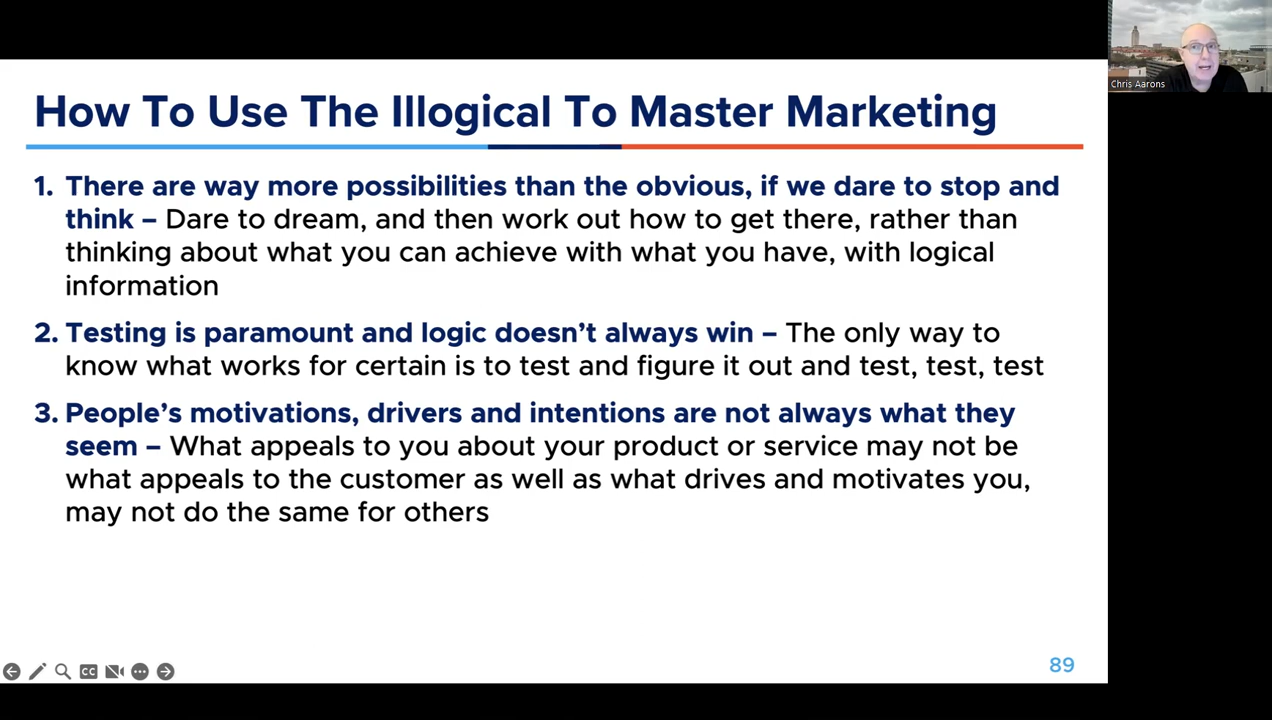 Chris Aarons
How To Use The Illogical To Master Marketing
1. There are way more possibilities than the obvious, if we dare to stop and
think – Dare to dream, and then work out how to get there, rather than
thinking about what you can achieve with what you have, with logical
information
2. Testing is paramount and logic doesn’t always win – The only way to
know what works for certain is to test and figure it out and test, test, test
3. People’s motivations, drivers and intentions are not always what they
seem – What appeals to you about your product or service may not be
what appeals to the customer as well as what drives and motivates you,
may not do the same for others
CC
89